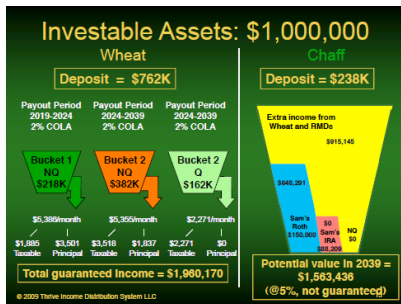 Investable Assets: $1,000,000
Wheat
Deposit = $762K
Payout Period
2019-2024
2% COLA
Payout Period
2024-2039
2% COLA
Payout Period
2024-2039
2% COLA
Bucket 1
NQ
$218K
Bucket 2
NQ
$382K
Bucket 2
Q
$162K
$5,386/month
$5,355/month
$2,271/month
$1,885
Taxable
$3,501
Principal
$3,518
Taxable
$1,837
Principal
$2,271
Taxable
$0
Principal
Total guaranteed Income = $1,960,170
© 2009 Thrive Income Distribution System LLC
Chaff
Deposit = $238K
Extra income from
Wheat and RMDs
$915,145
$648,291
Sam's
Roth
$150,000
$0
Sam's
IRA
$88,209
NQ
$0
Potential value in 2039 =
$1,563,436
(@5%, not guaranteed)